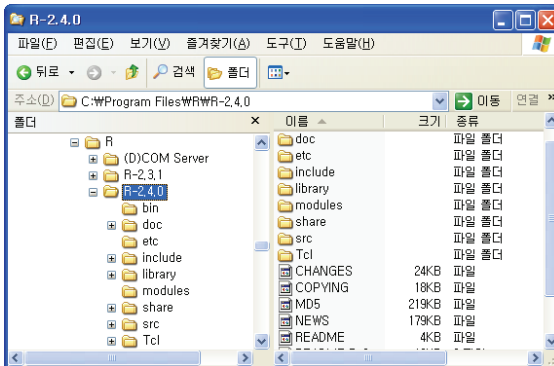 R-2.4.0
파일(F) 편집(E) 보기(V) 즐겨찾기(A) 도구(T) 도움말(H)
뒤로 검색 폴더
주소(D) C:₩Program Files₩R₩R-2.4.0 이동 연결 »
폴더
R
(D)COM Server
R-2.3.1
R-2.4.0
bin
doc
etc
include
library
modules
share
src
Tcl
이름 크기 종류
doc 파일 폴더
etc 파일 폴더
include 파일 폴더
library 파일 폴더
modules 파일 폴더
share 파일 폴더
src 파일 폴더
Tcl 파일 폴더
CHANGES 24KB 파일
COPYING 18KB 파일
MD5 219KB 파일
NEWS 179KB 파일
README 4KB 파일